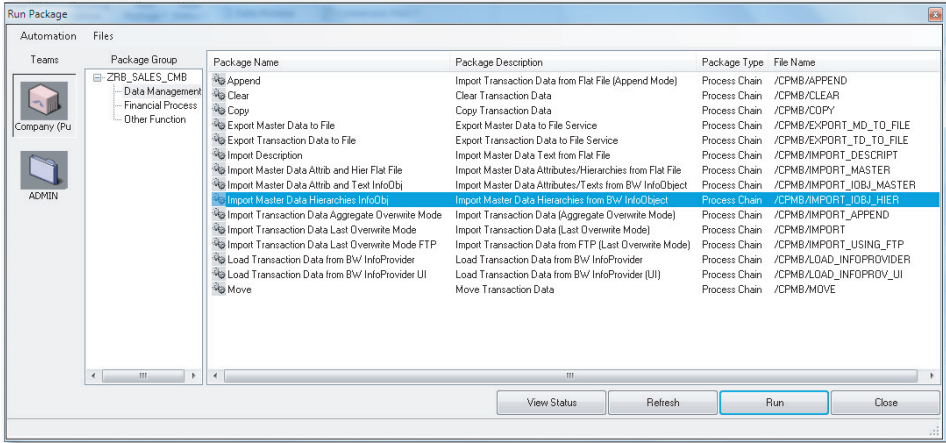 Run Package
Automation Files
Teams
Company (Pu
ADMIN
Package Group
ZRB_SALES_CMB
Data Management
Financial Process
Other Function
Package Name Package Description Package Type File Name
Append Import Transaction Data from Flat File (Append Mode) Process Chain /CPMB/APPEND
Clear Clear Transaction Data Process Chain /CPMB/CLEAR
Copy Copy Transaction Data Process Chain /CPMB/COPY
Export Master Data to File Export Master Data to File Service Process Chain /CPMB/EXPORT_MD_TO_FILE
Export Transaction Data to File Export Transaction Data to File Service Process Chain /CPMB/EXPORT_TD_TO_FILE
Import Description Import Master Data Text from Flat File Process Chain /CPMB/IMPORT_DESCRIPT
Import Master Data Attrib and Hier Flat File Import Master Data Attributes/Hierarchies from Flat File Process Chain /CPMB/IMPORT_MASTER
Import Master Data Attrib and Text InfoObj Import Master Data Attributes/Texts from BW InfoObject Process Chain /CPMB/IMPORT_IOBJ_MASTER
Import Master Data Hierarchies InfoObj Import Master Data Hierarchies from BW InfoObject Process Chain /CPMB/IMPORT_IOBJ_HIER
Import Transaction Data Aggregate Overwrite Mode Import Transaction Data (Aggregate Overwrite Mode) Process Chain /CPMB/IMPORT_APPEND
Import Transaction Data Last Overwrite Mode Import Transaction Data (Last Overwrite Mode) Process Chain /CPMB/IMPORT
Import Transaction Data Last Overwrite Mode FTP Import Transaction Data from FTP (Last Overwrite Mode) Process Chain /CPMB/IMPORT_USING_FTP
Load Transaction Data from BW InfoProvider Load Transaction Data from BW InfoProvider Process Chain /CPMB/LOAD_INFOPROVIDER
Load Transaction Data from BW InfoProvider UI Load Transaction Data from BW InfoProvider (UI) Process Chain /CPMB/LOAD_INFOPROV_UI
Move Move Transaction Data Process Chain /CPMB/MOVE
View Status Refresh Run Close